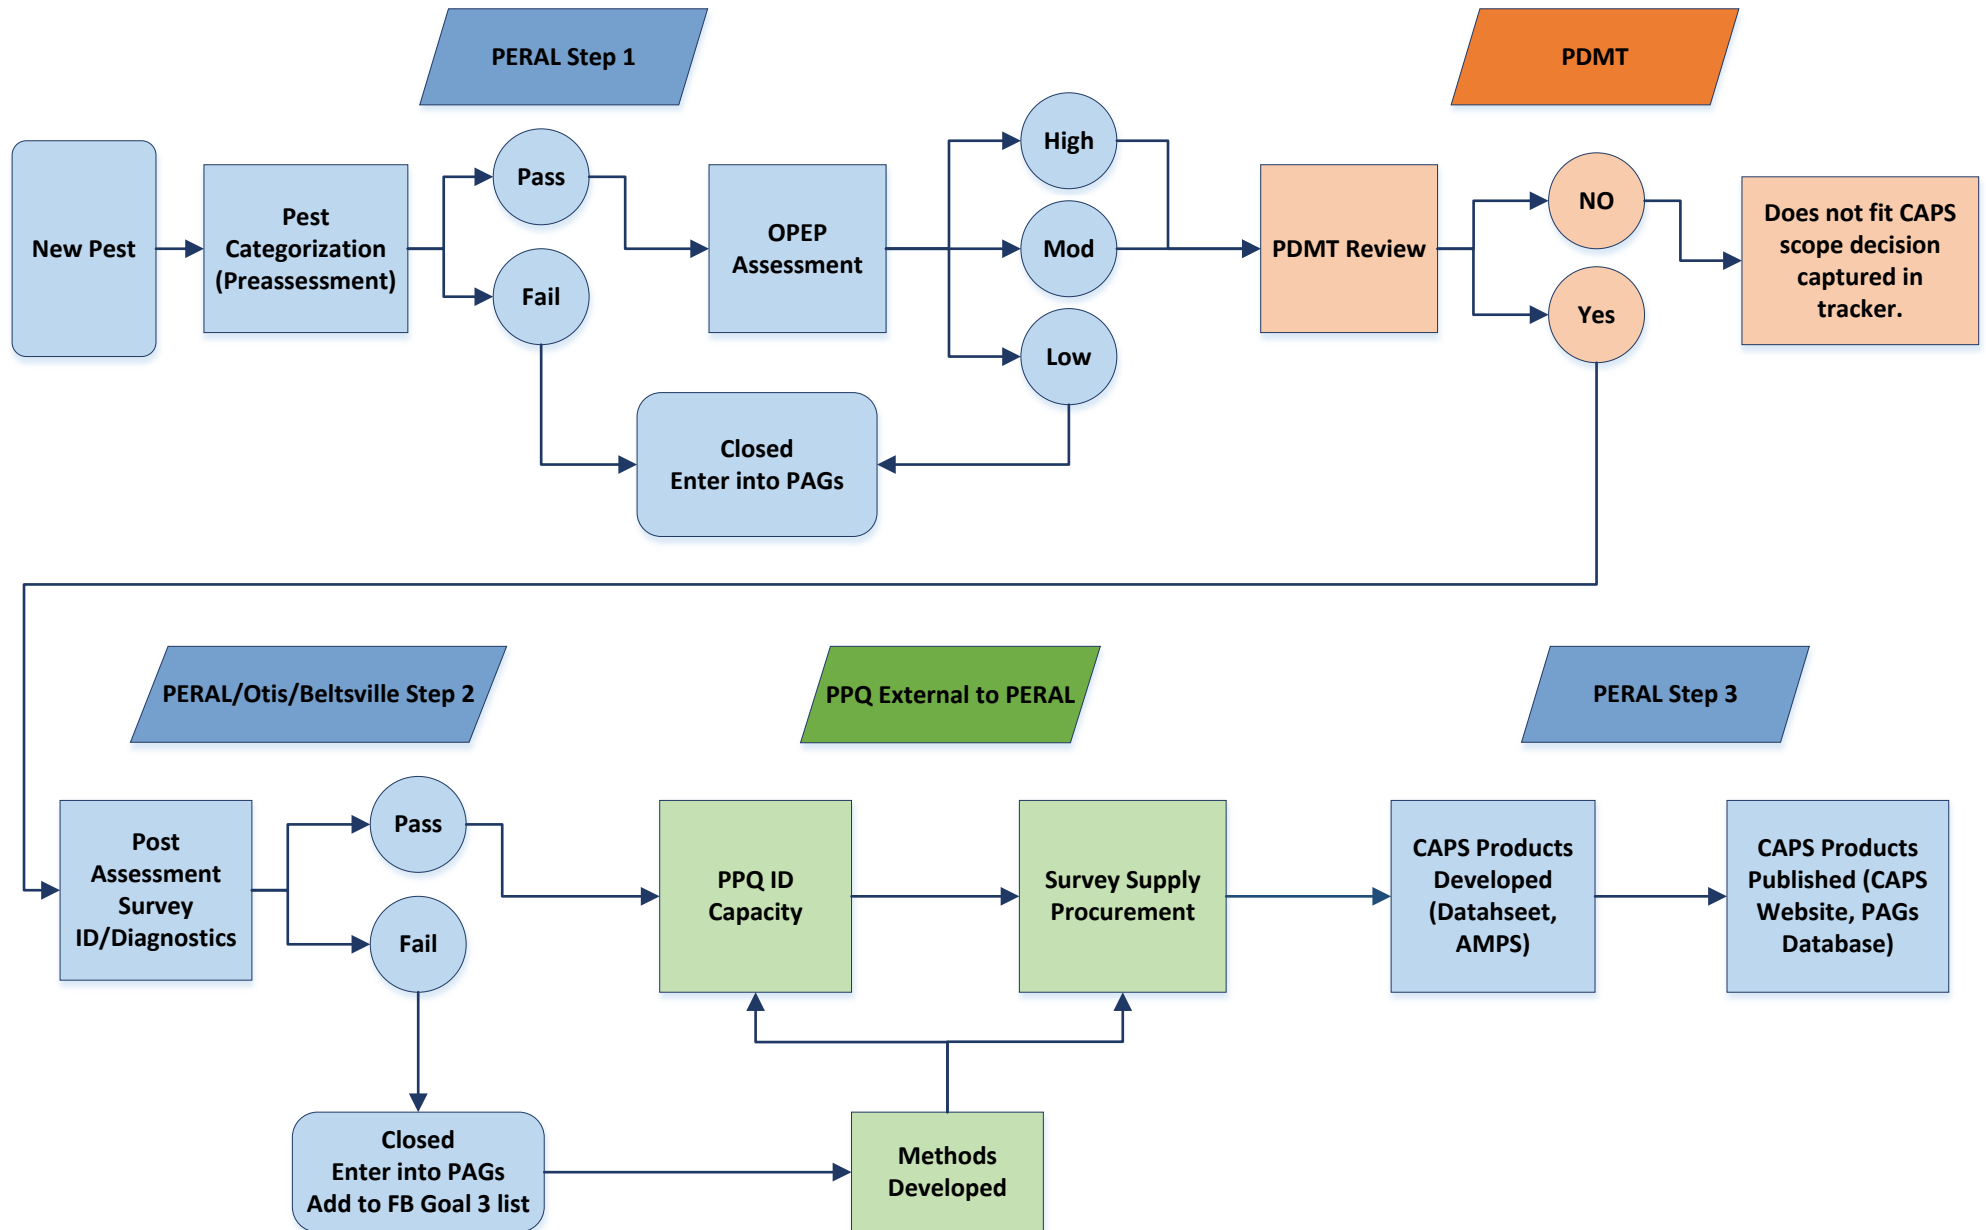 PERAL Step 1
PDMT
New Pest
Pest
Categorization
(Preassessment)
Pass
Fail
OPEP
Assessment
High
Mod
Low
Closed
Enter into PAGs
PDMT Review
NO
Yes
Does not fit CAPS
scope decision
captured in
tracker.
PERAL/Otis/Beltsville Step 2
PPQ External to PERAL
PERAL Step 3
Post
Assessment
Survey
ID/Diagnostics
Pass
Fail
Closed
Enter into PAGs
Add to FB Goal 3 list
PPQ ID
Capacity
Survey Supply
Procurement
Methods
Developed
CAPS Products
Developed
(Datahseet,
AMPS)
CAPS Products
Published (CAPS
Website, PAGs
Database)